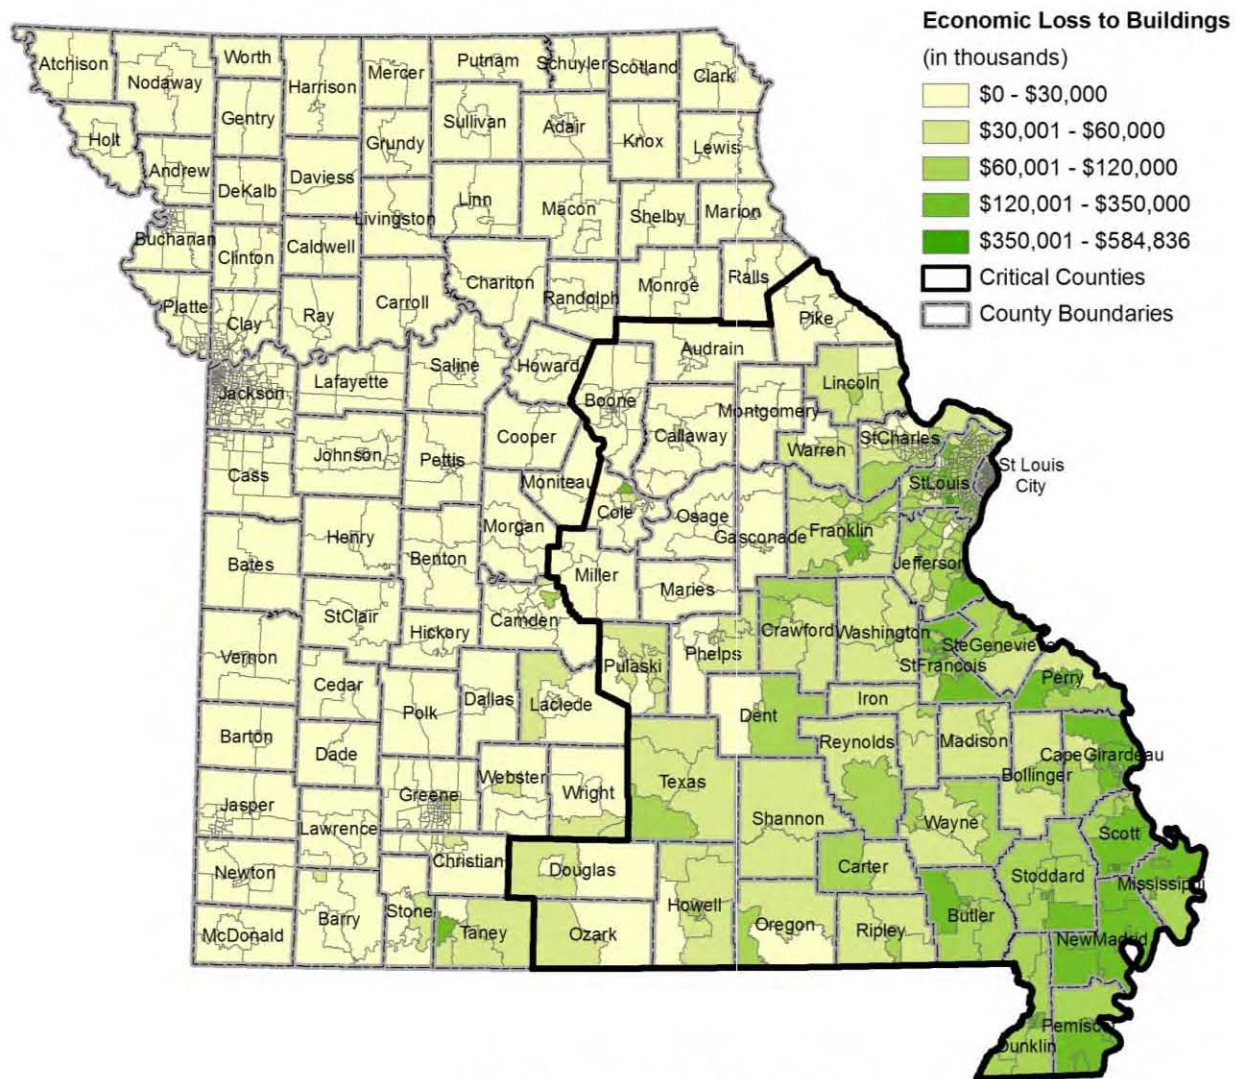 Economic Loss to Buildings
(in thousands)
$0 - $30,000
$30,001 - $60,000
$60,001 - $120,000
$120,001 - $350,000
$350,001 - $584,836
Critical Counties
County Boundaries
Atchison
Nodaway
Worth
Harrison
Mercer
Putnam
Schuyler
Scotland
Clark
Holt
Gentry
Grundy
Sullivan
Adair
Knox
Lewis
Andrew
DeKalb
Daviess
Livingston
Linn
Macon
Shelby
Marion
Buchanan
Clinton
Caldwell
Chariton
Randolph
Monroe
Ralls
Platte
Clay
Ray
Carroll
Pike
Jackson
Lafayette
Saline
Howard
Boone
Audrain
Lincoln
Cass
Johnson
Pettis
Cooper
Moniteau
Callaway
Montgomery
Warren
StCharles
StLouis
St Louis
City
Bates
Henry
Benton
Morgan
Cole
Osage
Gasconade
Franklin
Jefferson
Miller
Maries
Vernon
StClair
Hickory
Camden
Pulaski
Phelps
Crawford
Washington
SteGenevieve
StFrancois
Perry
Cedar
Polk
Dallas
Laclede
Dent
Iron
Reynolds
Madison
Bollinger
Cape Girardeau
Barton
Dade
Webster
Wright
Texas
Shannon
Wayne
Scott
Jasper
Lawrence
Greene
Christian
Douglas
Howell
Carter
Stoddard
Mississippi
Newton
McDonald
Barry
Stone
Taney
Ozark
Oregon
Ripley
Butler
NewMadrid
Pemiscot
Dunklin